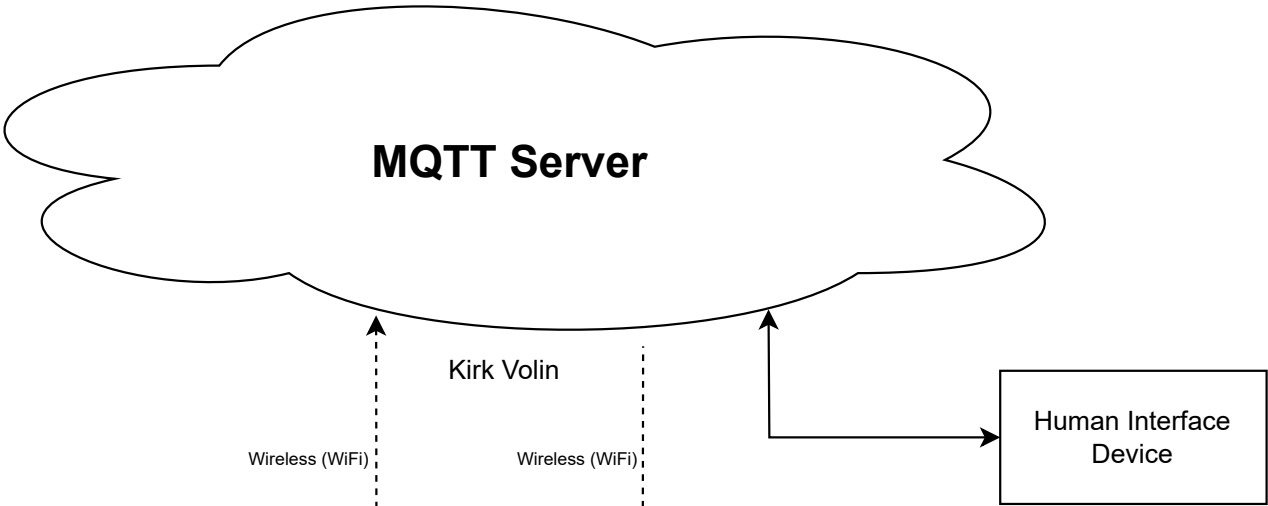 MQTT Server
Kirk Volin
Human Interface
Device
Wireless (WiFi)
Wireless (WiFi)